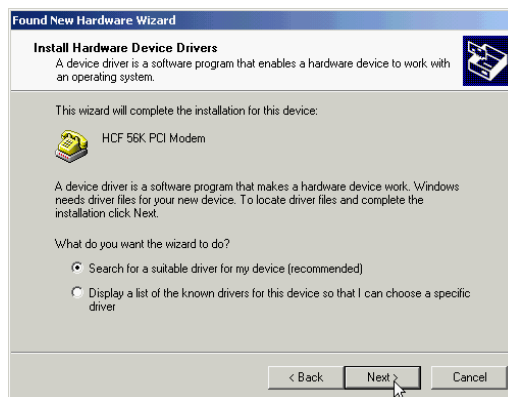 Found New Hardware Wizard
Install Hardware Device Drivers
A device driver is a software program that enables a hardware device to work with
an operating system.
This wizard will complete the installation for this device:
HCF 56K PCI Modem
A device driver is a software program that makes a hardware device work. Windows
needs driver files for your new device. To locate driver files and complete the
installation click Next.
What do you want the wizard to do?
Search for a suitable driver for my device (recommended)
Display a list of the known drivers for this device so that I can choose a specific
driver
< Back Next > Cancel